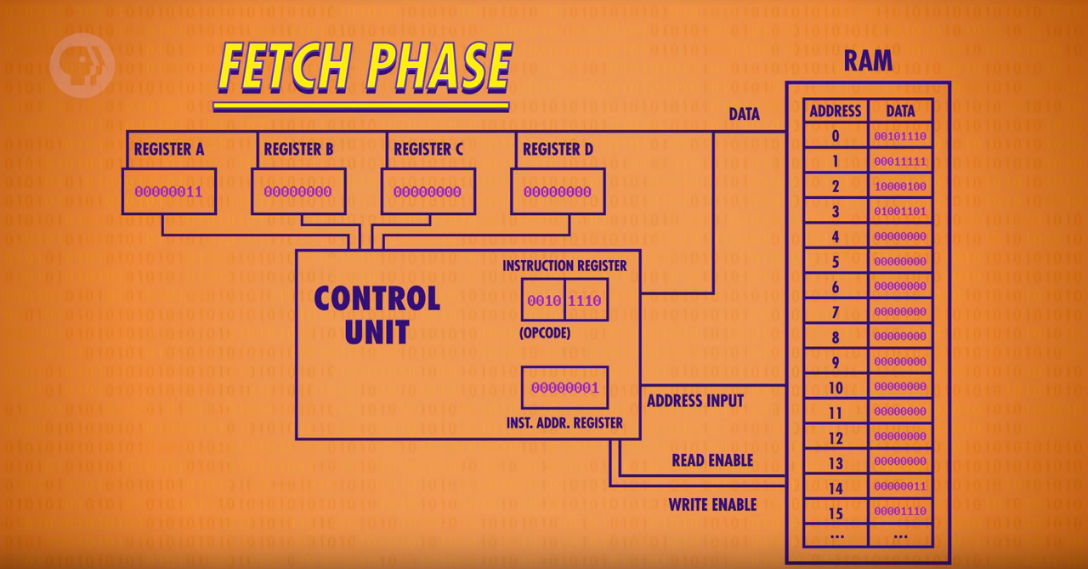 FETCH PHASE
RAM
DATA
REGISTER A
00000011
REGISTER B
00000000
REGISTER C
00000000
REGISTER D
00000000
CONTROL
UNIT
INSTRUCTION REGISTER
0010 1110
(OPCODE)
00000001
INST. ADDR. REGISTER
ADDRESS INPUT
READ ENABLE
WRITE ENABLE
ADDRESS DATA
0 00101110
1 00011111
2 10000100
3 01001101
4 00000000
5 00000000
6 00000000
7 00000000
8 00000000
9 00000000
10 00000000
11 00000000
12 00000000
13 00000000
14 00000011
15 00001110
... ...